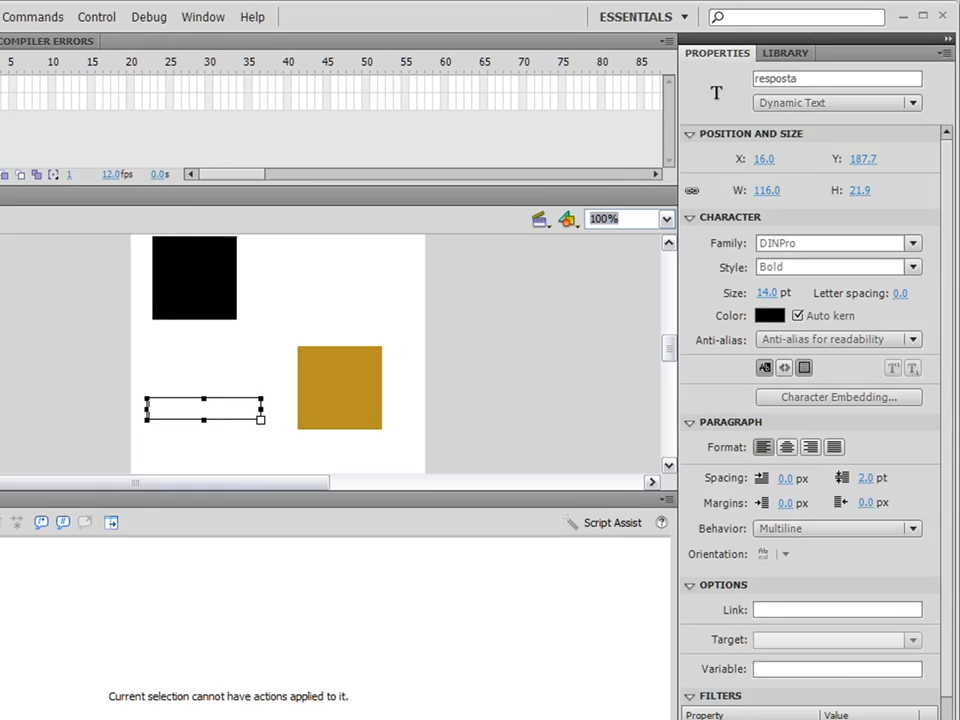 Commands Control Debug Window Help ESSENTIALS
COMPILER ERRORS
5 10 15 20 25 30 35 40 45 50 55 60 65 70 75 80 85
1 12.0fps 0.0s
100%
Script Assist
Current selection cannot have actions applied to it.
PROPERTIES LIBRARY
resposta
T Dynamic Text
POSITION AND SIZE
X: 16.0 Y: 187.7
W: 116.0 H: 21.9
CHARACTER
Family: DINPro
Style: Bold
Size: 14.0 pt Letter spacing: 0.0
Color: Auto kern
Anti-alias: Anti-alias for readability
Character Embedding...
PARAGRAPH
Format:
Spacing: 0.0 px 2.0 pt
Margins: 0.0 px 0.0 px
Behavior: Multiline
Orientation:
OPTIONS
Link:
Target:
Variable:
FILTERS
Property Value